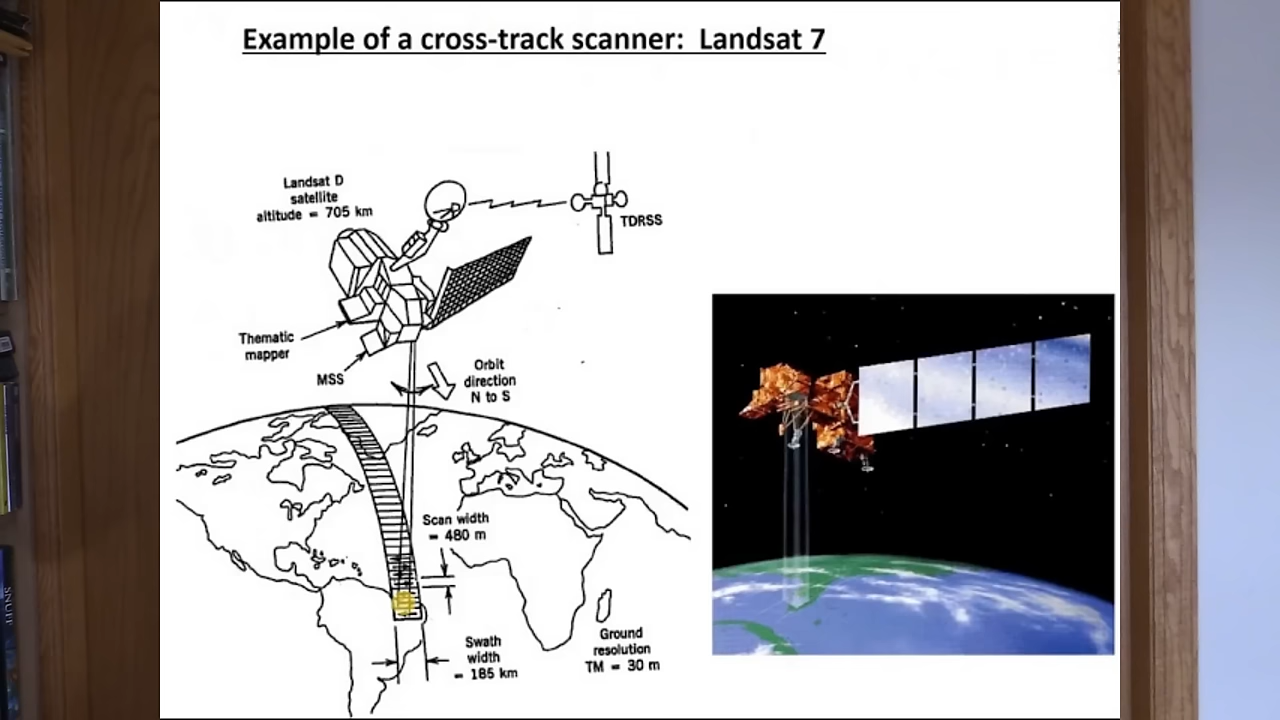 Example of a cross-track scanner: Landsat 7
Landsat D
satellite
altitude = 705 km
TDRSS
Thematic
mapper
MSS
Orbit
direction
N to S
Scan width
= 480 m
Swath
width
= 185 km
Ground
resolution
TM = 30 m
SNUFF